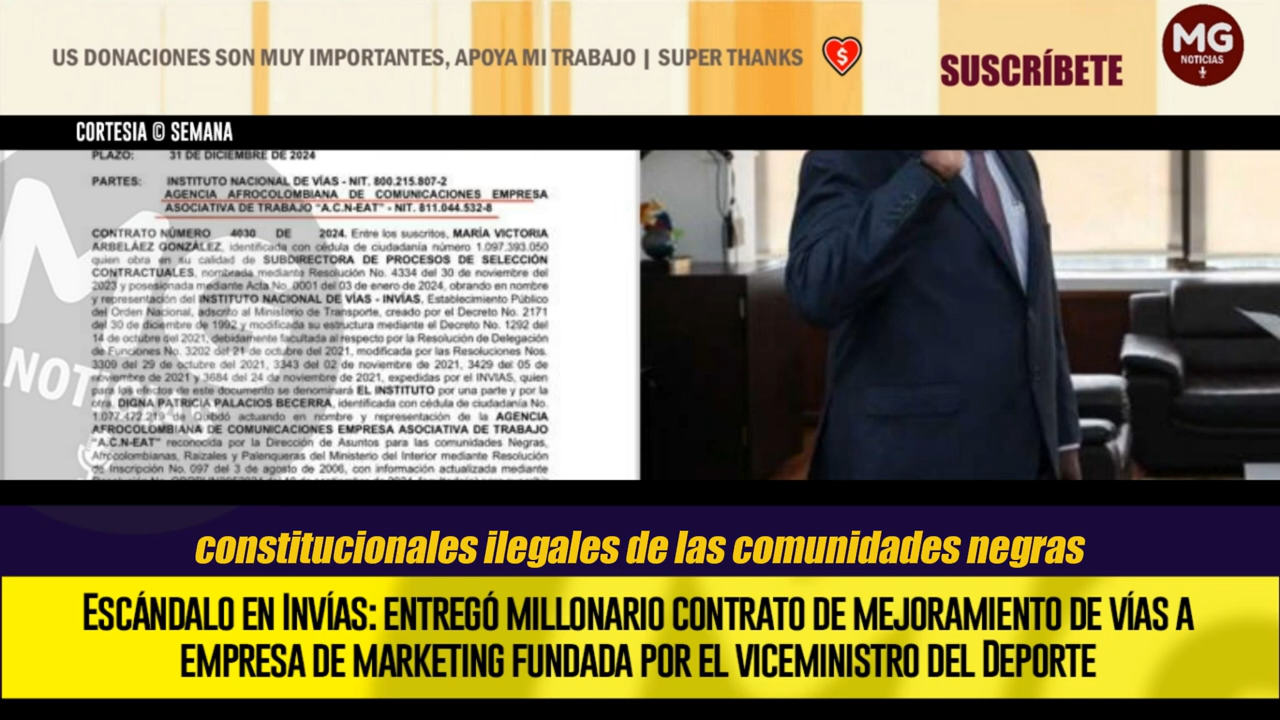 US DONACIONES SON MUY IMPORTANTES, APOYA MI TRABAJO | SUPER THANKS
$
SUSCRÍBETE
MG
NOTICIAS
CORTESIA © SEMANA
PLAZO: 31 DE DICIEMBRE DE 2024
PARTES: INSTITUTO NACIONAL DE VÍAS - NIT. 800.215.807-2
AGENCIA AFROCOLOMBIANA DE COMUNICACIONES EMPRESA
ASOCIATIVA DE TRABAJO "A.C.N-EAT" - NIT. 811.044.532-8
CONTRATO NÚMERO 4030 DE 2024. Entre los suscritos, MARÍA VICTORIA
ARBELÁEZ GONZÁLEZ, identificada con cédula de ciudadanía número 1.097.393.050
quien obra en su calidad de SUBDIRECTORA DE PROCESOS DE SELECCIÓN
CONTRACTUALES, nombrada mediante Resolución No. 4334 del 30 de noviembre del
2023 y posesionada mediante Acta No. 0001 del 03 de enero de 2024, obrando en nombre
y representación del INSTITUTO NACIONAL DE VÍAS - INVÍAS, Establecimiento Público
del Orden Nacional, adscrito al Ministerio de Transporte, creado por el Decreto No. 2171
del 30 de diciembre de 1992 y modificada su estructura mediante el Decreto No. 1292 del
14 de octubre del 2021, debidamente facultada al respecto por la Resolución de Delegación
de Funciones No. 3202 del 21 de octubre del 2021, modificada por las Resoluciones Nos.
3309 del 29 de octubre del 2021, 3343 del 02 de noviembre de 2021, 3429 del 05 de
noviembre de 2021 y 3684 del 24 de noviembre de 2021, expedidas por el INVIAS, quien
para los efectos de este documento se denominará EL INSTITUTO por una parte y por la
otra, DIGNA PATRICIA PALACIOS BECERRA, identificada con cédula de ciudadanía No.
1.077.472.219 de Quibdó actuando en nombre y representación de la AGENCIA
AFROCOLOMBIANA DE COMUNICACIONES EMPRESA ASOCIATIVA DE TRABAJO
"A.C.N-EAT" reconocida por la Dirección de Asuntos para las comunidades Negras,
Afrocolombianas, Raizales y Palenqueras del Ministerio del Interior mediante Resolución
de Inscripción No. 097 del 3 de agosto de 2006, con información actualizada mediante
constitucionales ilegales de las comunidades negras
ESCÁNDALO EN INVÍAS: ENTREGÓ MILLONARIO CONTRATO DE MEJORAMIENTO DE VÍAS A
EMPRESA DE MARKETING FUNDADA POR EL VICEMINISTRO DEL DEPORTE